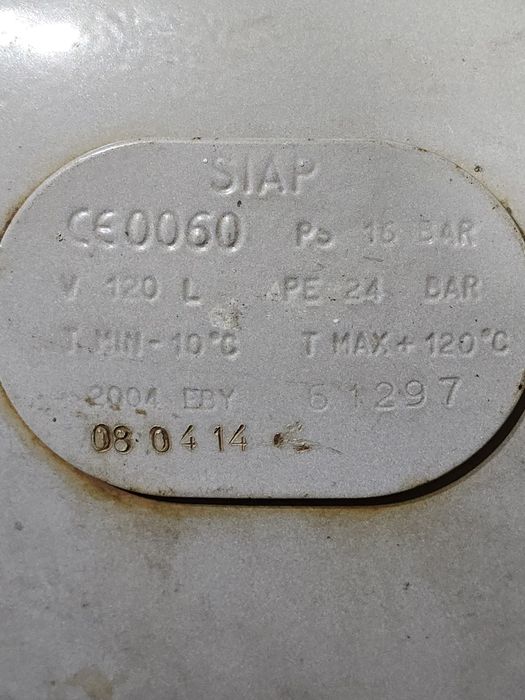 SIAP
CE0060 PS 16 BAR
V 120 L PE 24 BAR
T MIN - 10°C T MAX + 120°C
2004 EBY 61297
08 04 14